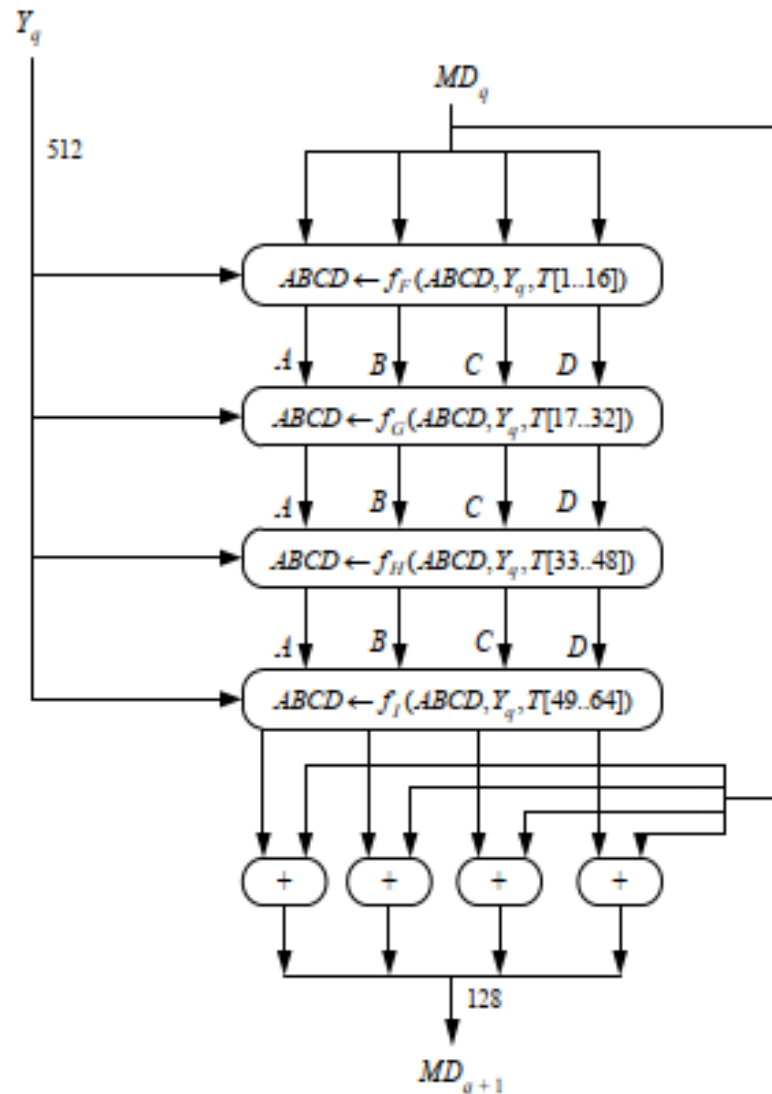 Y_q
MD_q
512
ABCD ← f_F(ABCD,Y_q,T[1..16])
A B C D
ABCD ← f_G(ABCD,Y_q,T[17..32])
A B C D
ABCD ← f_H(ABCD,Y_q,T[33..48])
A B C D
ABCD ← f_I(ABCD,Y_q,T[49..64])
+ + + +
128
MD_{q+1}